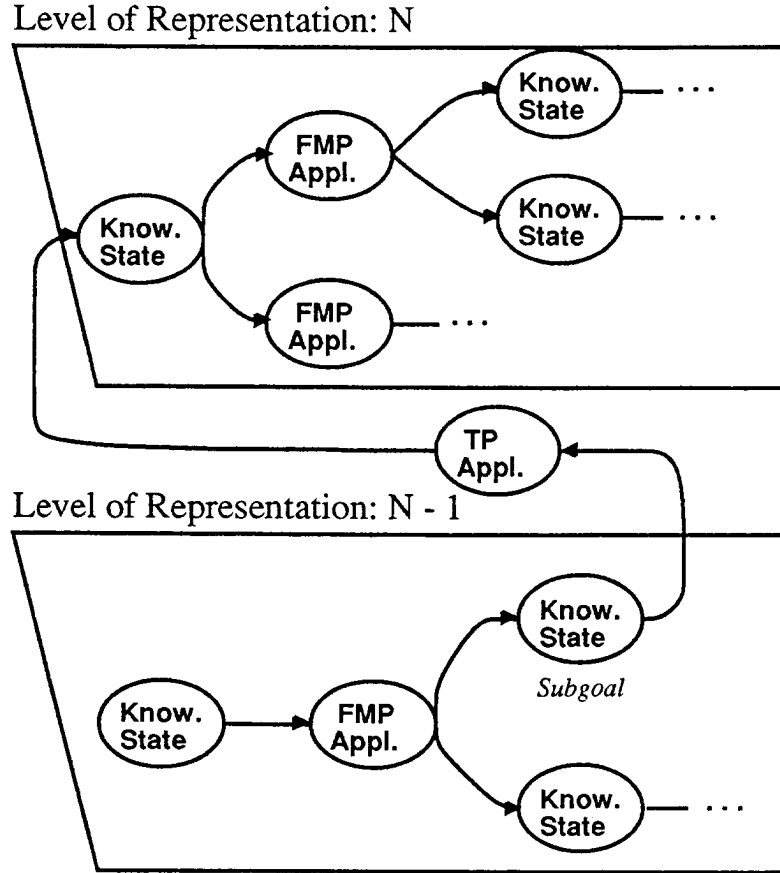 Level of Representation: N
Know.
State
· · ·
FMP
Appl.
Know.
State
· · ·
Know.
State
FMP
Appl.
· · ·
TP
Appl.
Level of Representation: N - 1
Know.
State
Subgoal
Know.
State
FMP
Appl.
Know.
State
· · ·